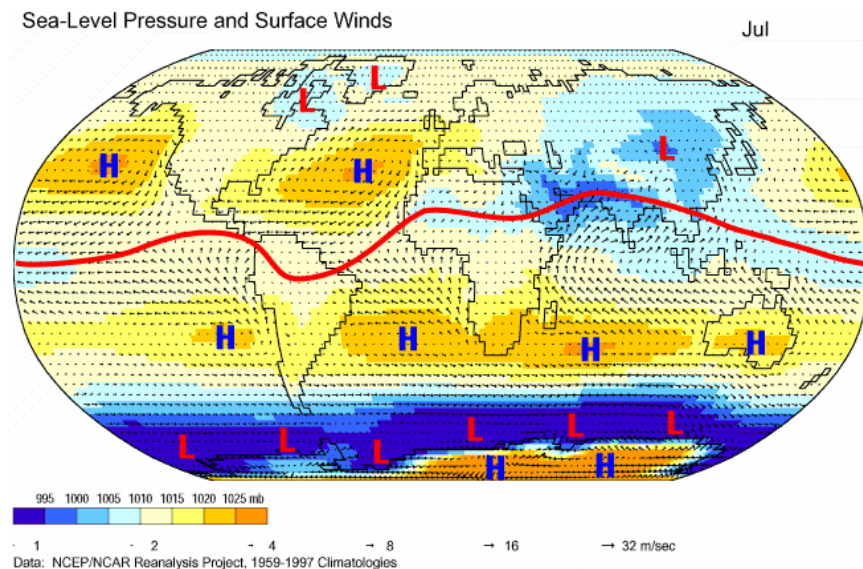 Sea-Level Pressure and Surface Winds
Jul
L
L
H
H
L
H
H
H
H
L
L
L
L
L
L
H
H
995 1000 1005 1010 1015 1020 1025 mb
1 2 4 8 16 32 m/sec
Data: NCEP/NCAR Reanalysis Project, 1959-1997 Climatologies